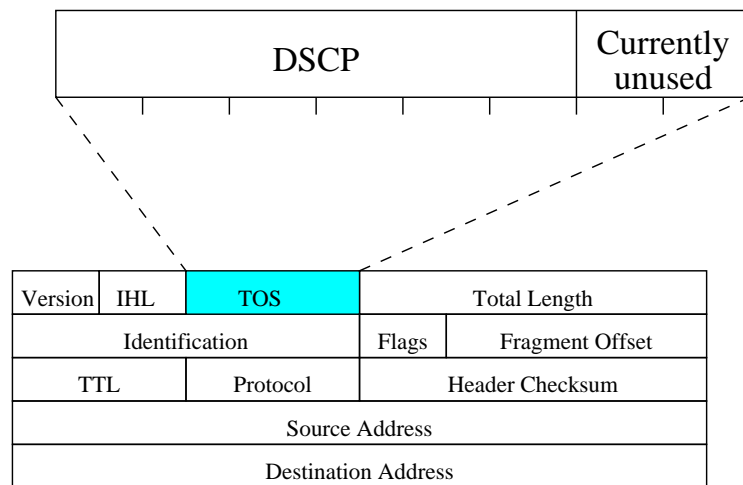 DSCP
Currently
unused
Version IHL TOS Total Length
Identification Flags Fragment Offset
TTL Protocol Header Checksum
Source Address
Destination Address